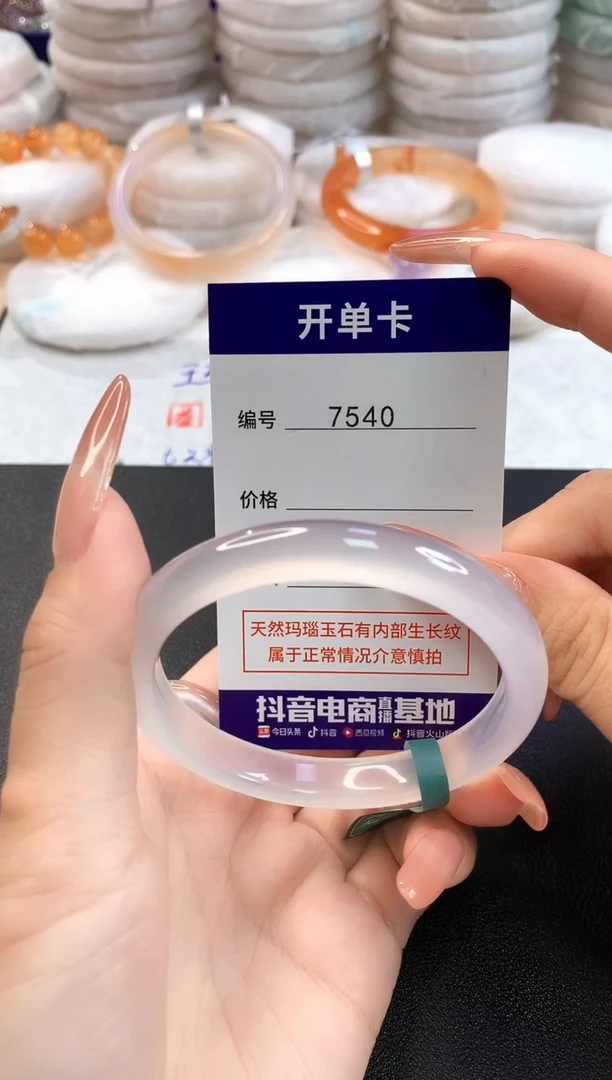 开单卡
编号 7540
价格
天然玛瑙玉石有内部生长纹
属于正常情况介意慎拍
抖音电商直播基地
今日头条 抖音 西瓜视频 抖音火山版